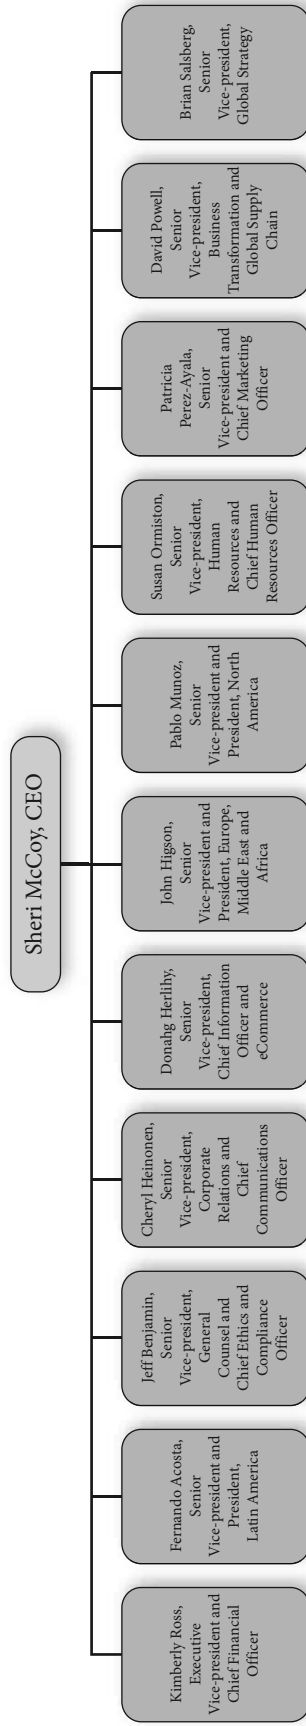 Sheri McCoy, CEO
Kimberly Ross,
Executive
Vice-president and
Chief Financial
Officer
Fernando Acosta,
Senior
Vice-president and
President,
Latin America
Jeff Benjamin,
Senior
Vice-president,
General
Counsel and
Chief Ethics and
Compliance
Officer
Cheryl Heinonen,
Senior
Vice-president,
Corporate
Relations and
Chief
Communications
Officer
Donahg Herlihy,
Senior
Vice-president,
Chief Information
Officer and
eCommerce
John Higson,
Senior
Vice-president and
President, Europe,
Middle East and
Africa
Pablo Munoz,
Senior
Vice-president and
President, North
America
Susan Ormiston,
Senior
Vice-president,
Human
Resources and
Chief Human
Resources Officer
Patricia
Perez-Ayala,
Senior
Vice-president and
Chief Marketing
Officer
David Powell,
Senior
Vice-president,
Business
Transformation and
Global Supply
Chain
Brian Salsberg,
Senior
Vice-president,
Global Strategy